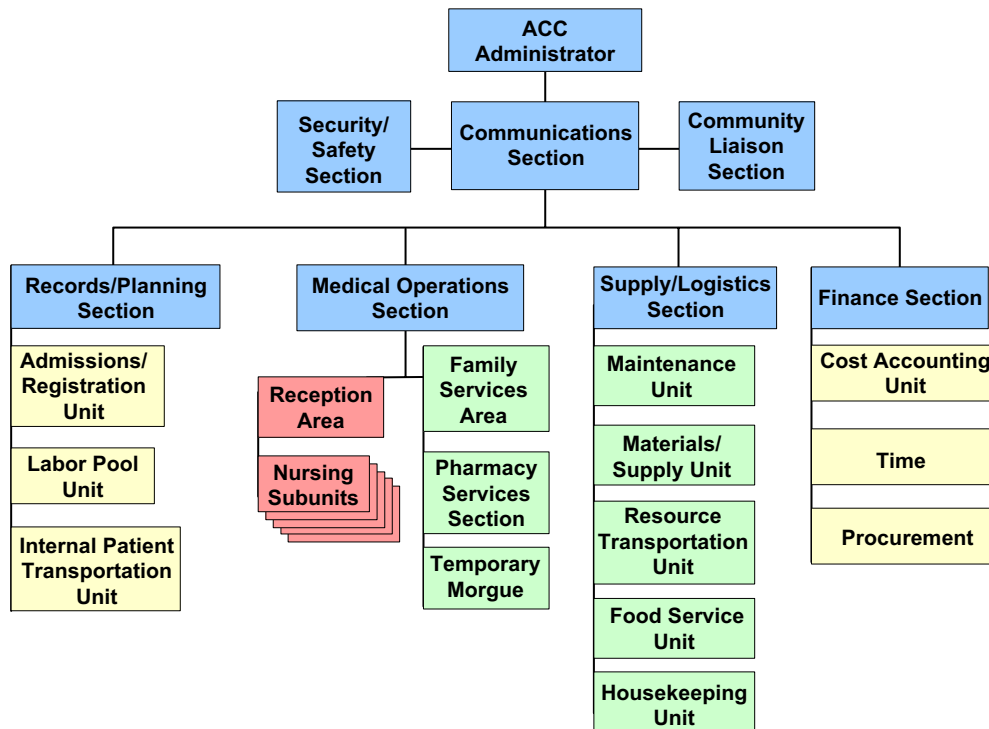 ACC
Administrator
Security/
Safety
Section
Communications
Section
Community
Liaison
Section
Records/Planning
Section
Medical Operations
Section
Supply/Logistics
Section
Finance Section
Admissions/
Registration
Unit
Labor Pool
Unit
Internal Patient
Transportation
Unit
Reception
Area
Nursing
Subunits
Family
Services
Area
Pharmacy
Services
Section
Temporary
Morgue
Maintenance
Unit
Materials/
Supply Unit
Resource
Transportation
Unit
Food Service
Unit
Housekeeping
Unit
Cost Accounting
Unit
Time
Procurement